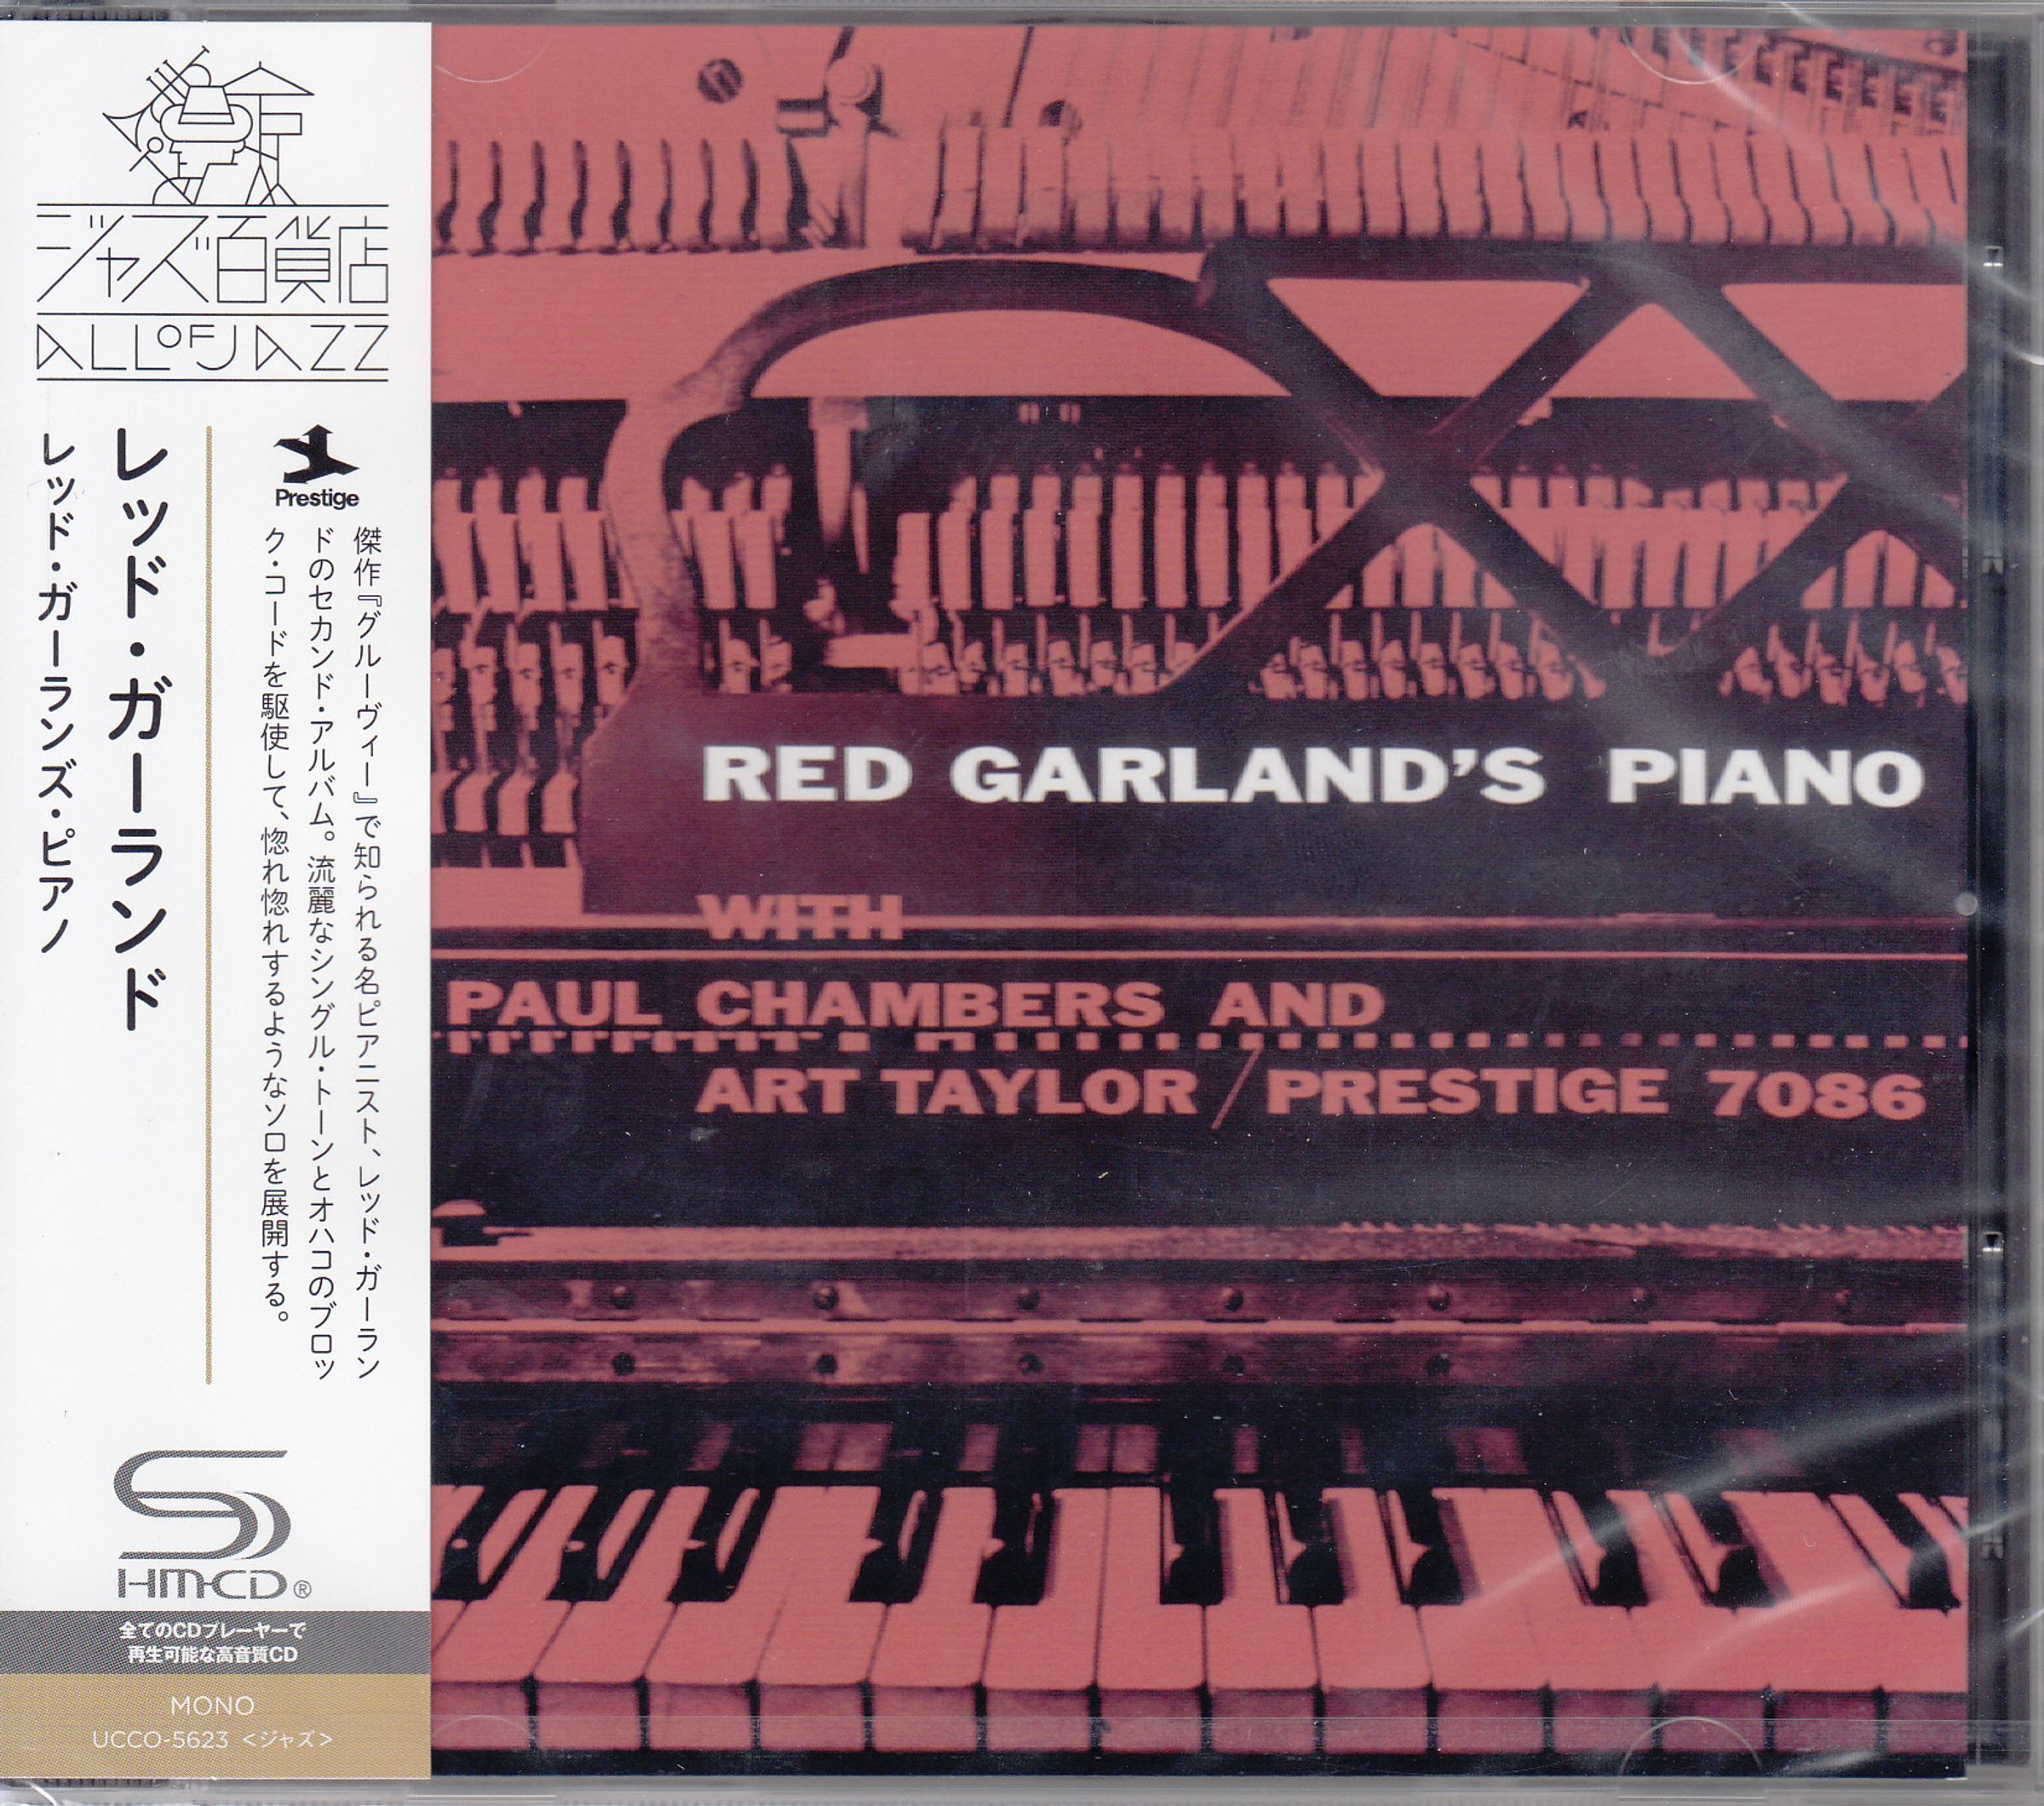 ジャズ百貨店
ALL OF JAZZ
Prestige
傑作『グルーヴィー』で知られる名ピアニスト、レッド・ガーラン
ドのセカンド・アルバム。流麗なシングル・トーンとオハコのブロッ
ク・コードを駆使して、惚れ惚れするようなソロを展開する。
レッド・ガーランド
レッド・ガーランズ・ピアノ
SHM-CD®
全てのCDプレーヤーで
再生可能な高音質CD
MONO
UCCO-5623 <ジャズ>
RED GARLAND'S PIANO
WITH
PAUL CHAMBERS AND
ART TAYLOR / PRESTIGE 7086